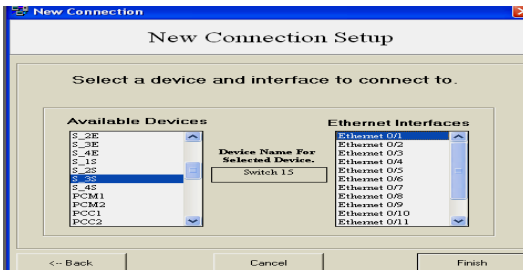 New Connection
New Connection Setup
Select a device and interface to connect to.
Available Devices
S_2E
S_3E
S_4E
S_1S
S_2S
S_3S
S_4S
PCM1
PCM2
PCC1
PCC2
Device Name For
Selected Device.
Switch 15
Ethernet Interfaces
Ethernet 0/1
Ethernet 0/2
Ethernet 0/3
Ethernet 0/4
Ethernet 0/5
Ethernet 0/6
Ethernet 0/7
Ethernet 0/8
Ethernet 0/9
Ethernet 0/10
Ethernet 0/11
<-- Back
Cancel
Finish